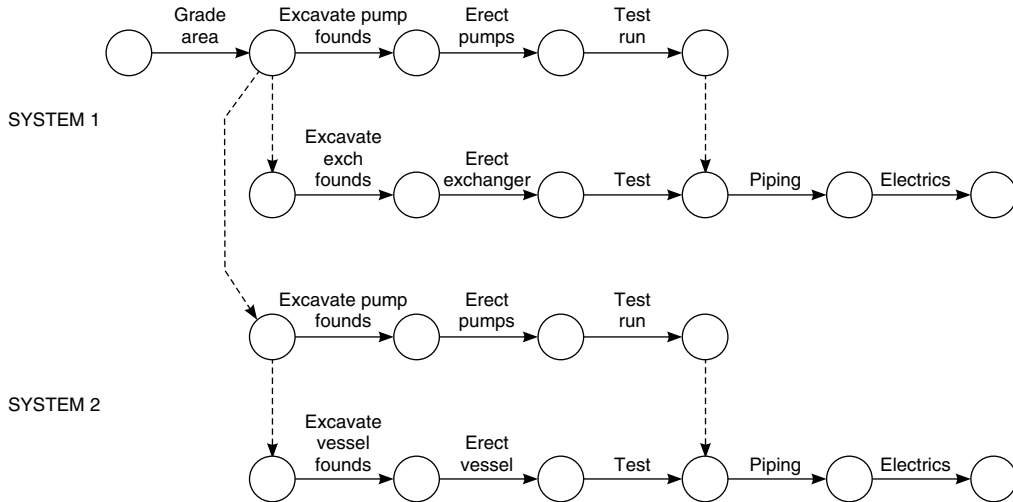 Grade
area
Excavate pump
founds
Erect
pumps
Test
run
SYSTEM 1
Excavate
exch
founds
Erect
exchanger
Test
Piping
Electrics
Excavate pump
founds
Erect
pumps
Test
run
SYSTEM 2
Excavate
vessel
founds
Erect
vessel
Test
Piping
Electrics